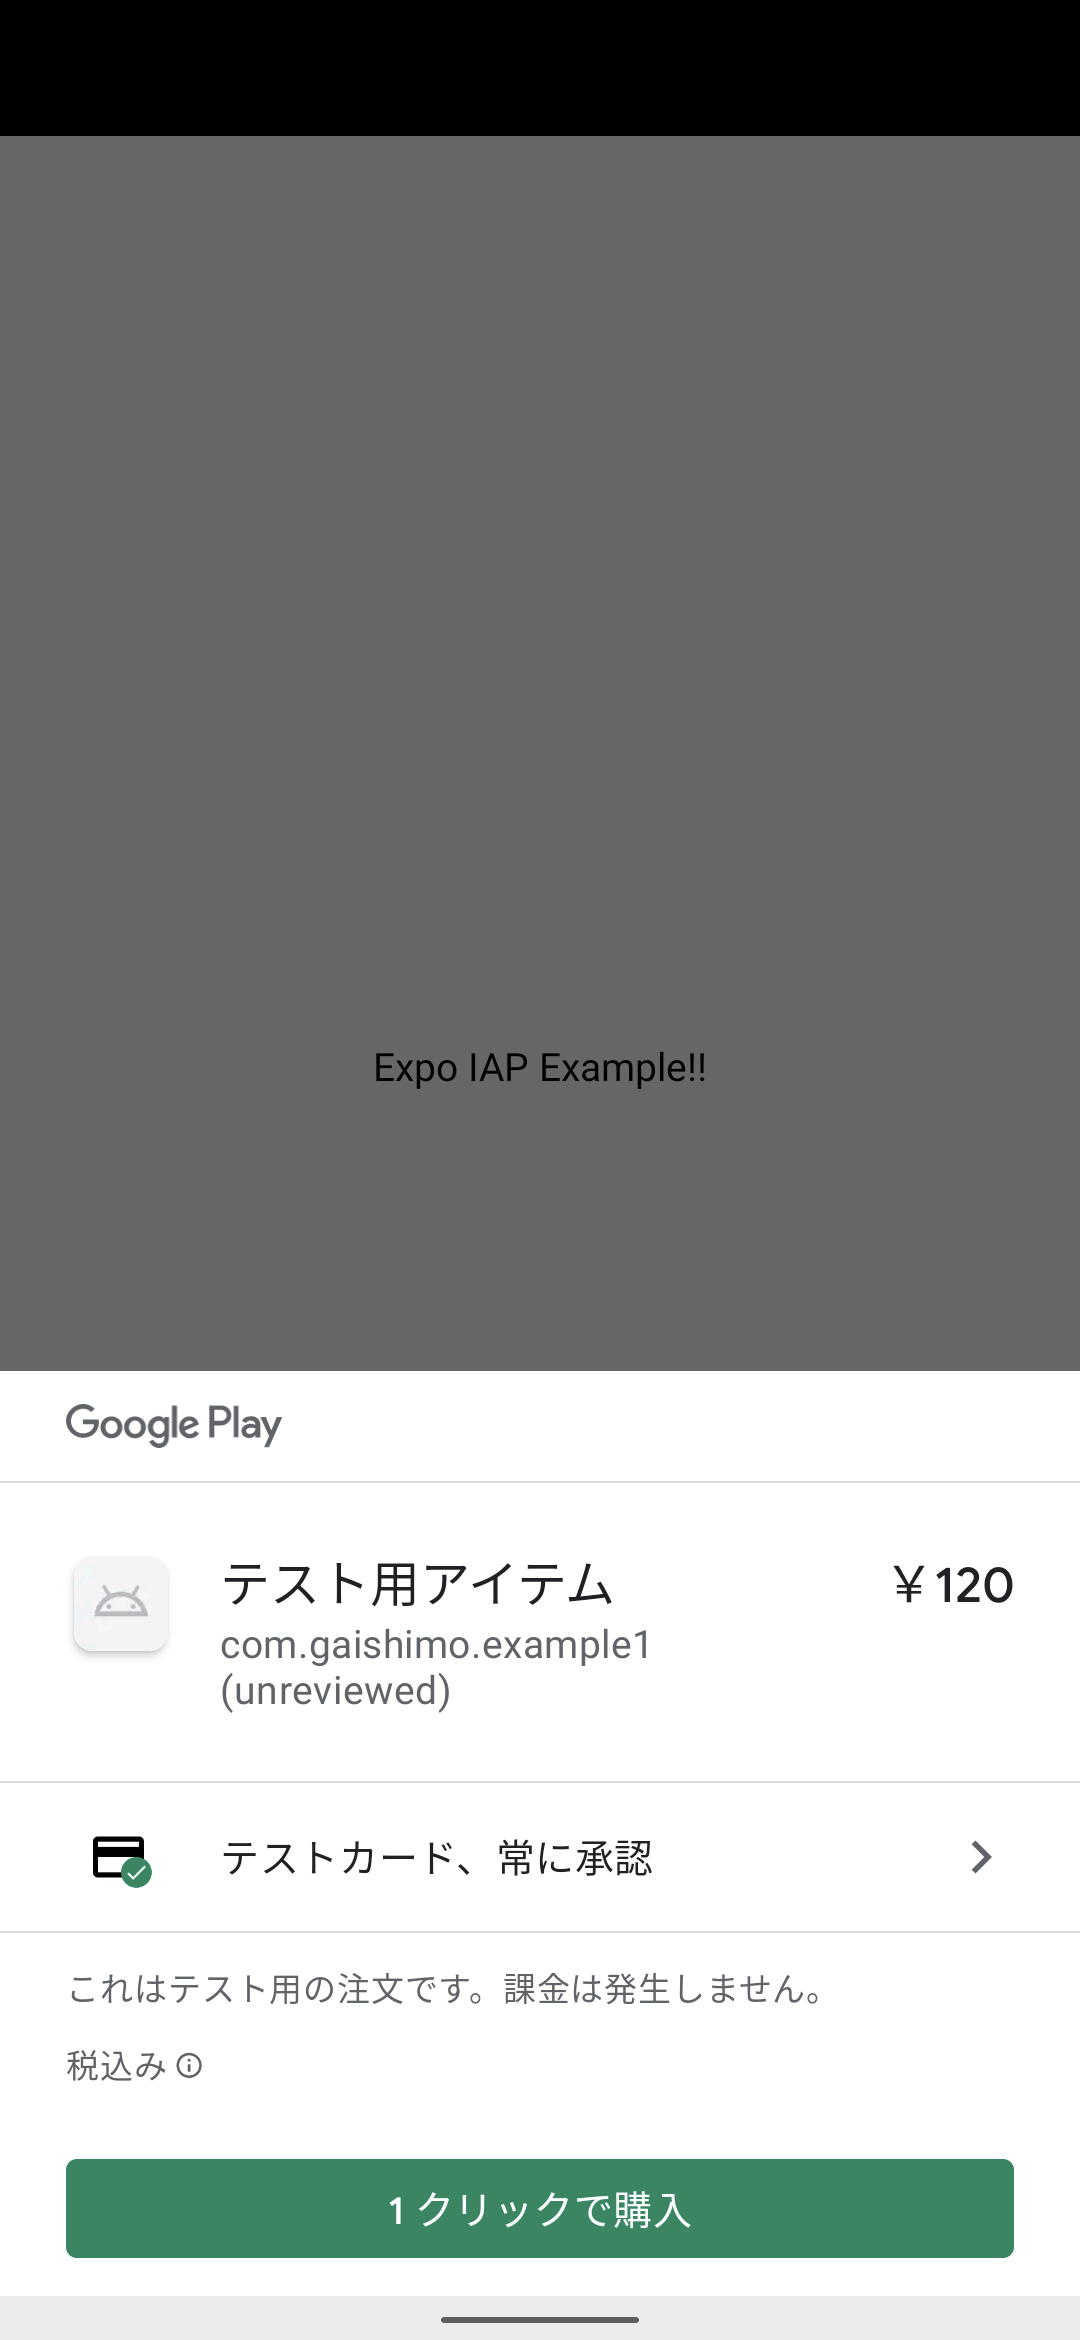 Expo IAP Example!!
Google Play
テスト用アイテム
￥120
com.gaishimo.example1
(unreviewed)
テストカード、常に承認
これはテスト用の注文です。課金は発生しません。
税込み
1 クリックで購入